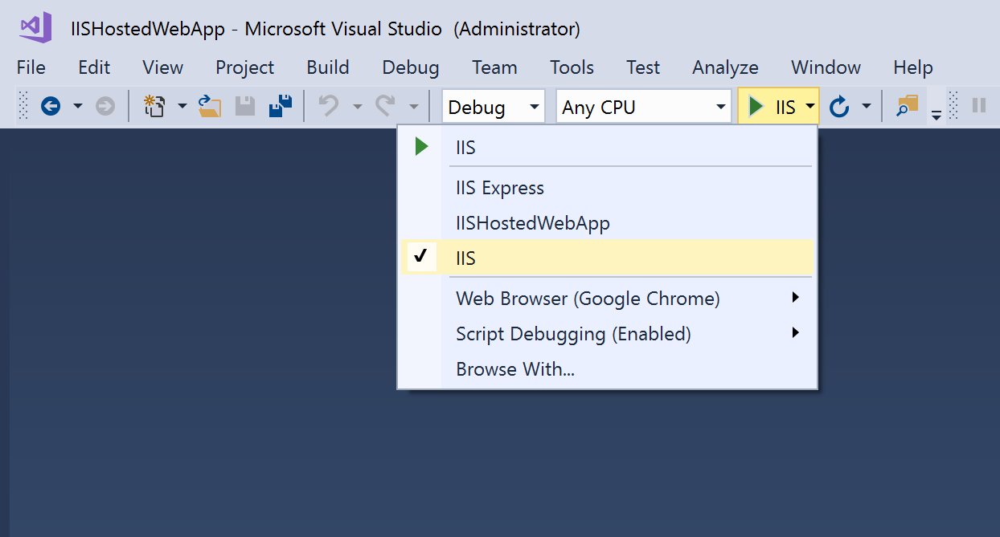 IISHostedWebApp - Microsoft Visual Studio (Administrator)
File Edit View Project Build Debug Team Tools Test Analyze Window Help
Debug Any CPU IIS
IIS
IIS Express
IISHostedWebApp
IIS
Web Browser (Google Chrome)
Script Debugging (Enabled)
Browse With...